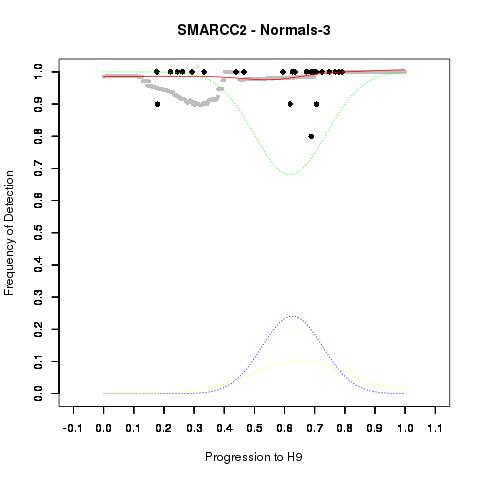 SMARCC2 - Normals-3
Frequency of Detection
1.0
0.9
0.8
0.7
0.6
0.5
0.4
0.3
0.2
0.1
0.0
-0.1 0.0 0.1 0.2 0.3 0.4 0.5 0.6 0.7 0.8 0.9 1.0 1.1
Progression to H9